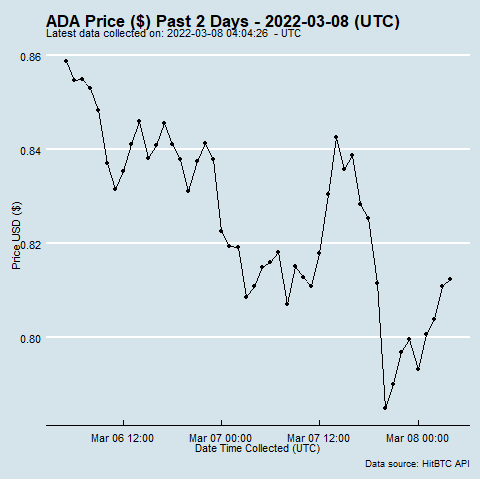 ADA Price ($) Past 2 Days - 2022-03-08 (UTC)
Latest data collected on: 2022-03-08 04:04:26 - UTC
0.86
0.84
0.82
0.80
Price USD ($)
Mar 06 12:00
Mar 07 00:00
Mar 07 12:00
Mar 08 00:00
Date Time Collected (UTC)
Data source: HitBTC API